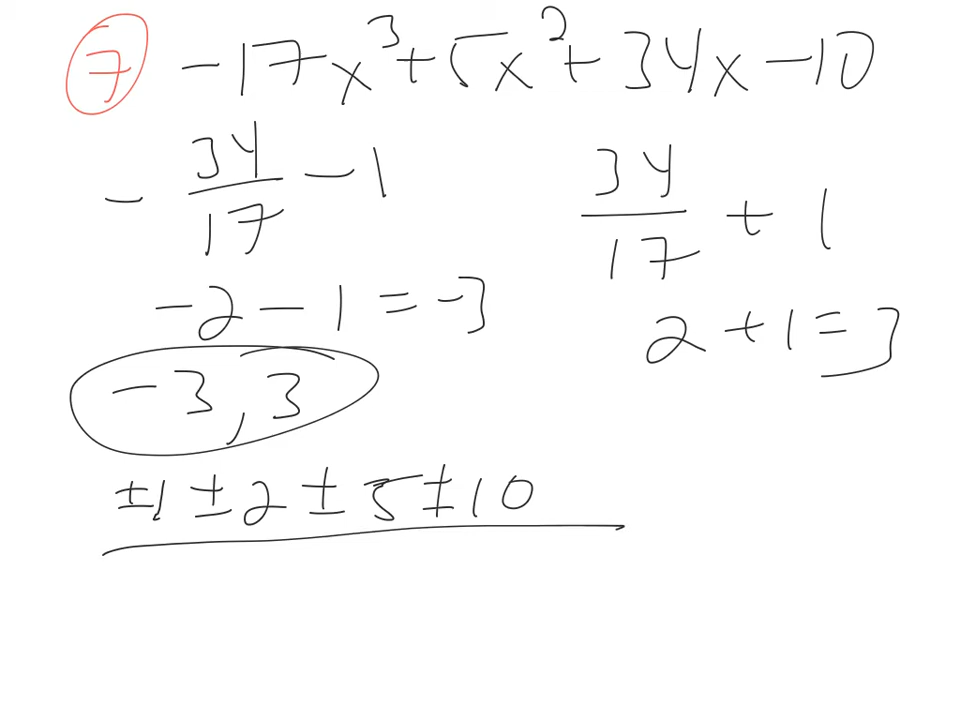 7 -17x³+5x²+34x-10
- 34/17 - 1    34/17 + 1
-2 - 1 = -3    2 + 1 = 3
-3, 3
±1 ±2 ±5 ±10